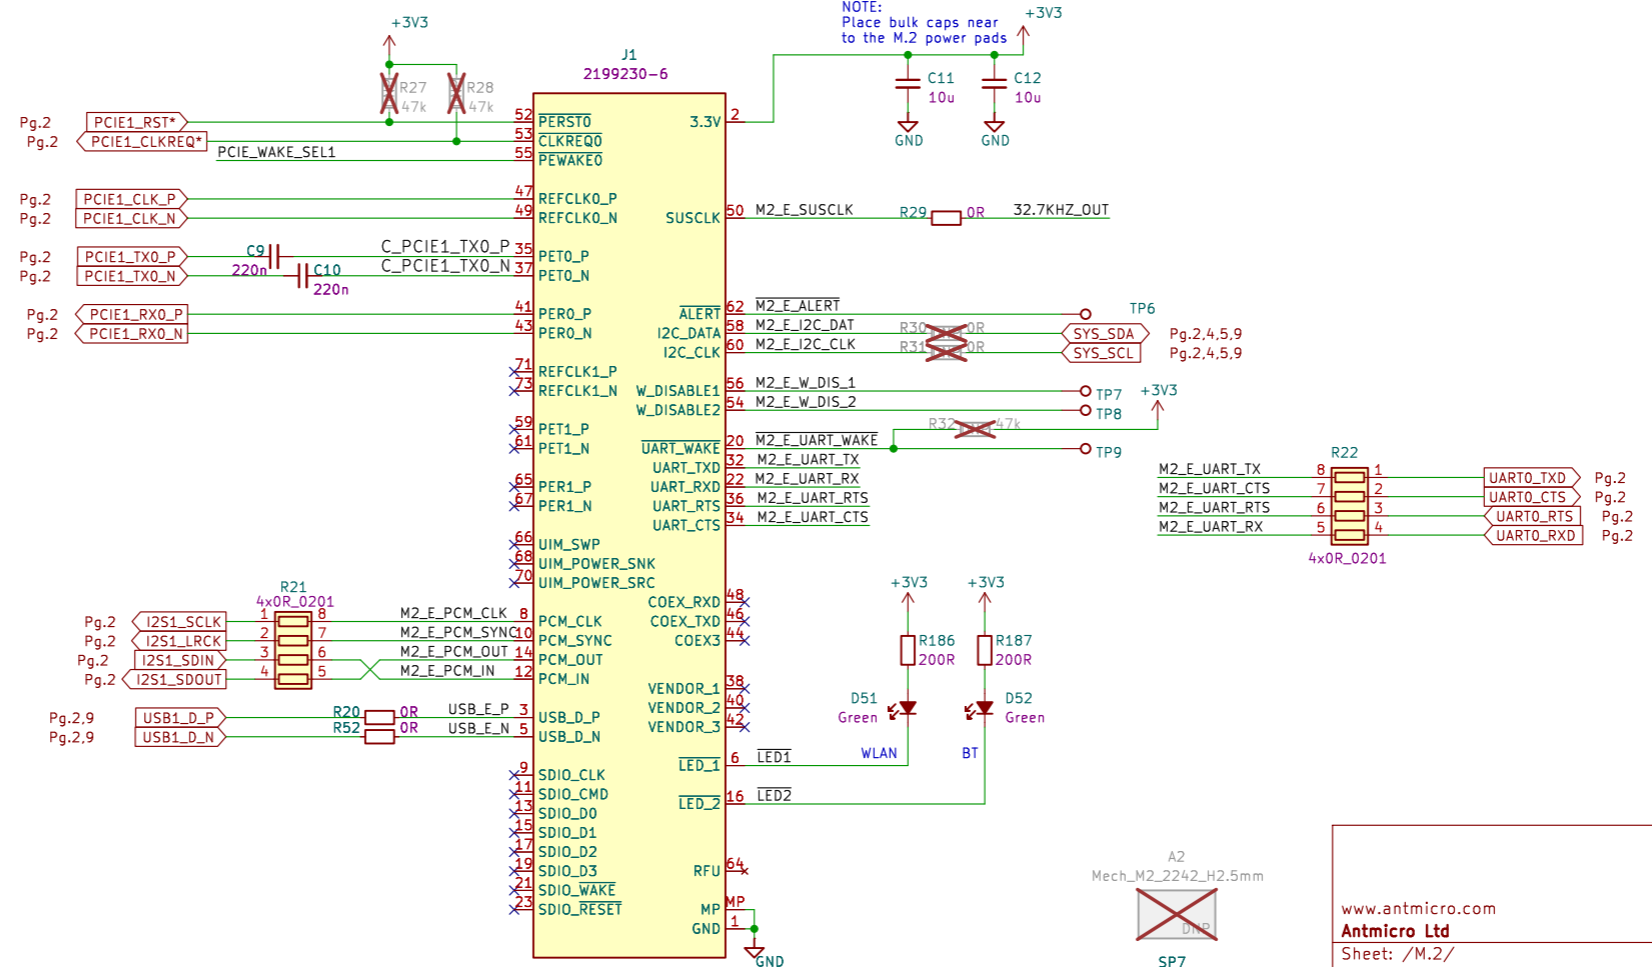 NOTE:
Place bulk caps near
to the M.2 power pads
+3V3
+3V3
J1
2199230-6
R27
47k
R28
47k
C11
10u
C12
10u
GND
GND
Pg.2 PCIE1_RST* 52 PERST0
3.3V 2
Pg.2 PCIE1_CLKREQ* 53 CLKREQ0
PCIE_WAKE_SEL1 55 PEWAKE0
Pg.2 PCIE1_CLK_P 47 REFCLK0_P
Pg.2 PCIE1_CLK_N 49 REFCLK0_N
SUSCLK 50 M2_E_SUSCLK R29 0R 32.7KHZ_OUT
Pg.2 PCIE1_TX0_P C9 220n C_PCIE1_TX0_P 35 PET0_P
Pg.2 PCIE1_TX0_N C10 220n C_PCIE1_TX0_N 37 PET0_N
Pg.2 PCIE1_RX0_P 41 PER0_P
ALERT 62 M2_E_ALERT TP6
Pg.2 PCIE1_RX0_N 43 PER0_N
I2C_DATA 58 M2_E_I2C_DAT R30 0R SYS_SDA Pg.2,4,5,9
I2C_CLK 60 M2_E_I2C_CLK R31 0R SYS_SCL Pg.2,4,5,9
71 REFCLK1_P
73 REFCLK1_N
W_DISABLE1 56 M2_E_W_DIS_1 TP7
W_DISABLE2 54 M2_E_W_DIS_2 TP8
+3V3
R32 47k
59 PET1_P
61 PET1_N
UART_WAKE 20 M2_E_UART_WAKE TP9
UART_TXD 32 M2_E_UART_TX
65 PER1_P
UART_RXD 22 M2_E_UART_RX
67 PER1_N
UART_RTS 36 M2_E_UART_RTS
UART_CTS 34 M2_E_UART_CTS
R22
M2_E_UART_TX 8 1 UART0_TXD Pg.2
M2_E_UART_CTS 7 2 UART0_CTS Pg.2
M2_E_UART_RTS 6 3 UART0_RTS Pg.2
M2_E_UART_RX 5 4 UART0_RXD Pg.2
4x0R_0201
66 UIM_SWP
68 UIM_POWER_SNK
70 UIM_POWER_SRC
COEX_RXD 48
COEX_TXD 46
COEX3 44
R21
4x0R_0201
Pg.2 I2S1_SCLK 1 8 M2_E_PCM_CLK 8 PCM_CLK
Pg.2 I2S1_LRCK 2 7 M2_E_PCM_SYNC 10 PCM_SYNC
Pg.2 I2S1_SDIN 3 6 M2_E_PCM_OUT 14 PCM_OUT
Pg.2 I2S1_SDOUT 4 5 M2_E_PCM_IN 12 PCM_IN
+3V3
+3V3
R186
200R
R187
200R
VENDOR_1 38
VENDOR_2 40
VENDOR_3 42
D51
Green
D52
Green
Pg.2,9 USB1_D_P R20 0R USB_E_P 3 USB_D_P
Pg.2,9 USB1_D_N R52 0R USB_E_N 5 USB_D_N
WLAN
BT
LED_1 6 LED1
LED_2 16 LED2
9 SDIO_CLK
11 SDIO_CMD
13 SDIO_D0
15 SDIO_D1
17 SDIO_D2
19 SDIO_D3
21 SDIO_WAKE
23 SDIO_RESET
RFU 64
MP MP
GND 1
GND
A2
Mech_M2_2242_H2.5mm
DNP
SP7
www.antmicro.com
Antmicro Ltd
Sheet: /M.2/